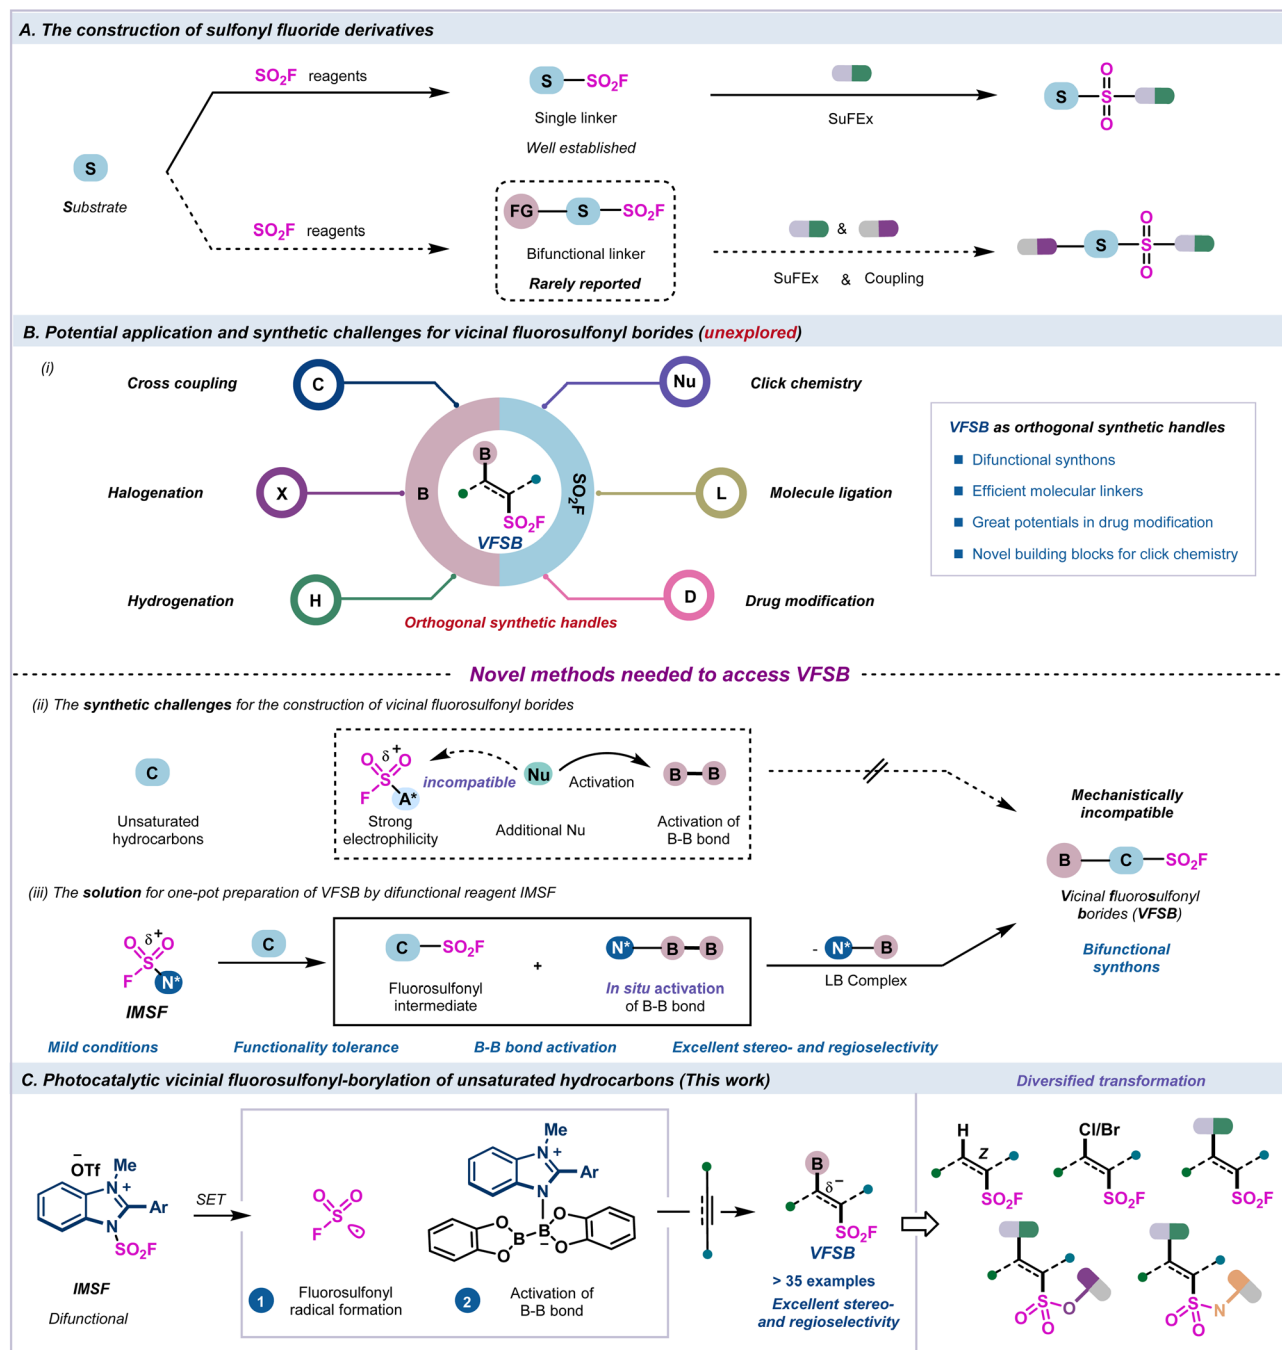 A. The construction of sulfonyl fluoride derivatives
SO2F reagents
S—SO2F
Single linker
Well established
SuFEx
S
O
S
O
S
Substrate
SO2F reagents
FG S SO2F
Bifunctional linker
Rarely reported
&
SuFEx & Coupling
O
S S
O
B. Potential application and synthetic challenges for vicinal fluorosulfonyl borides (unexplored)
(i)
Cross coupling
C
Nu
Click chemistry
Halogenation
X
B
B
SO2F
VFSB
SO2F
L
Molecule ligation
Hydrogenation
H
D
Drug modification
Orthogonal synthetic handles
VFSB as orthogonal synthetic handles
Difunctional synthons
Efficient molecular linkers
Great potentials in drug modification
Novel building blocks for click chemistry
Novel methods needed to access VFSB
(ii) The synthetic challenges for the construction of vicinal fluorosulfonyl borides
C
Unsaturated
hydrocarbons
δ+
O O
S
F A*
Strong
electrophilicity
incompatible
Nu
Additional Nu
Activation
B B
Activation of
B-B bond
Mechanistically
incompatible
B C SO2F
Vicinal fluorosulfonyl
borides (VFSB)
Bifunctional
synthons
(iii) The solution for one-pot preparation of VFSB by difunctional reagent IMSF
δ+
O O
S
F N*
IMSF
C
C SO2F
Fluorosulfonyl
intermediate
+
N* B B
In situ activation
of B-B bond
- N* B
LB Complex
Mild conditions
Functionality tolerance
B-B bond activation
Excellent stereo- and regioselectivity
C. Photocatalytic vicinial fluorosulfonyl-borylation of unsaturated hydrocarbons (This work)
Diversified transformation
−
OTf
Me
N
+
Ar
N
SO2F
IMSF
Difunctional
SET
O O
S
F
1
Fluorosulfonyl
radical formation
Me
N
+
Ar
N
O O
B B
−
O O
2
Activation of
B-B bond
B
δ−
SO2F
VFSB
> 35 examples
Excellent stereo-
and regioselectivity
H
Z
SO2F
Cl/Br
SO2F
SO2F
O S O
O
O S N
O